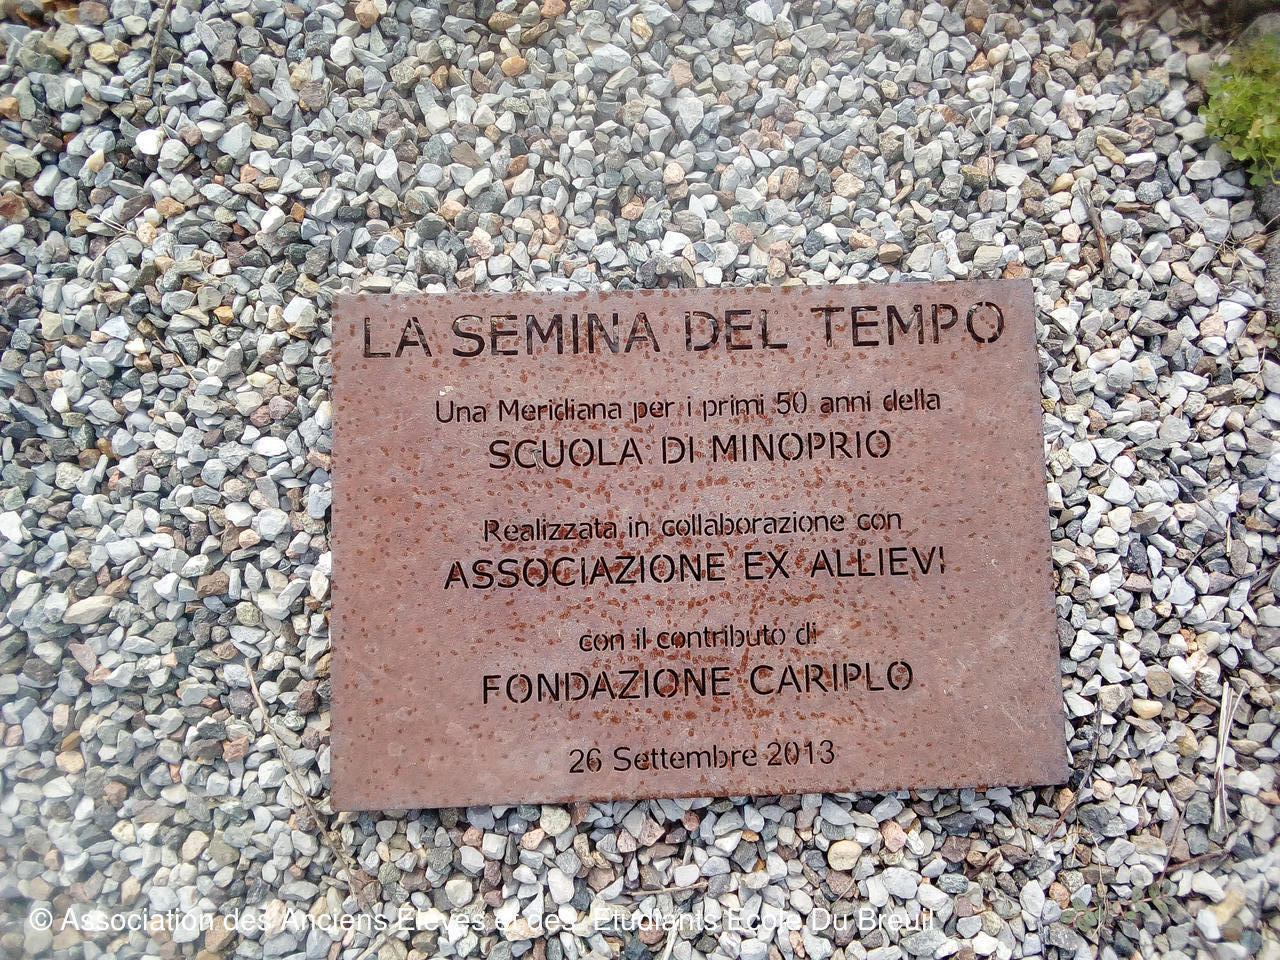 LA SEMINA DEL TEMPO
Una Meridiana per i primi 50 anni della
SCUOLA DI MINOPRIO
Realizzata in collaborazione con
ASSOCIAZIONE EX ALLIEVI
con il contributo di
FONDAZIONE CARIPLO
26 Settembre 2013
© Association des Anciens Élèves et des Étudiants Ecole Du Breuil